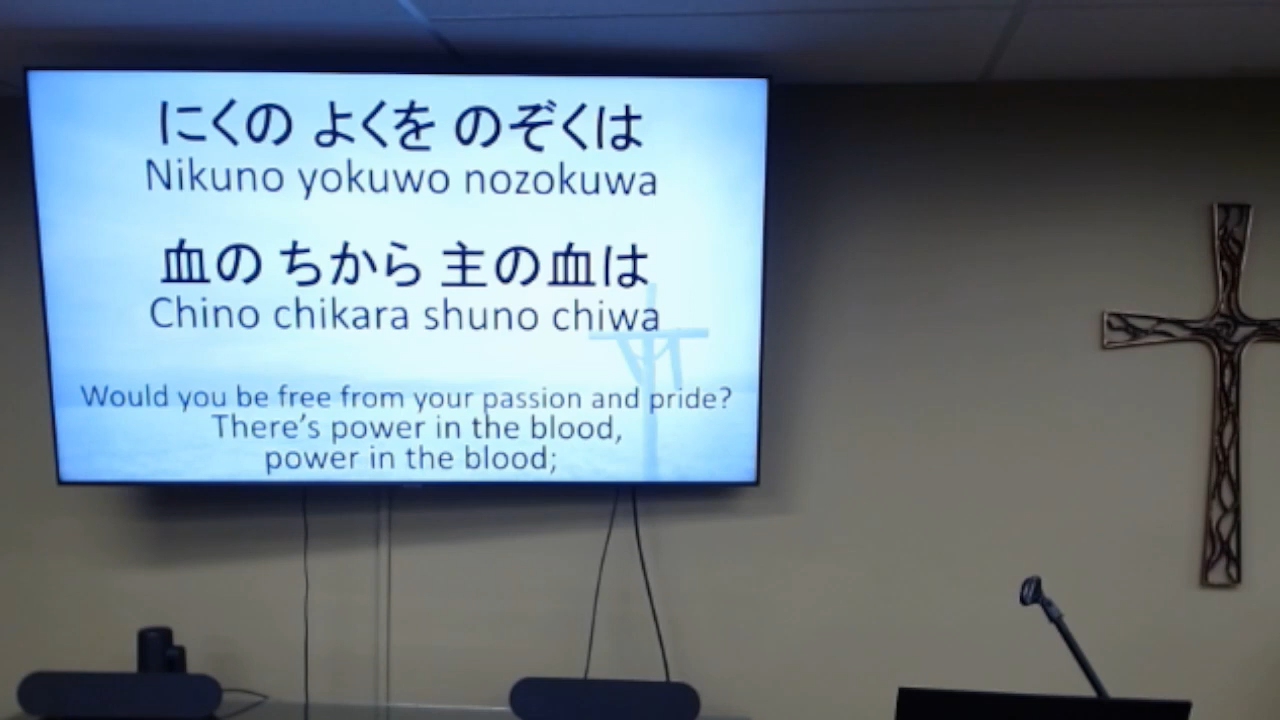 にくの よくを のぞくは
Nikuno yokuwo nozokuwa
血の ちから 主の血は
Chino chikara shuno chiwa
Would you be free from your passion and pride?
There’s power in the blood,
power in the blood;